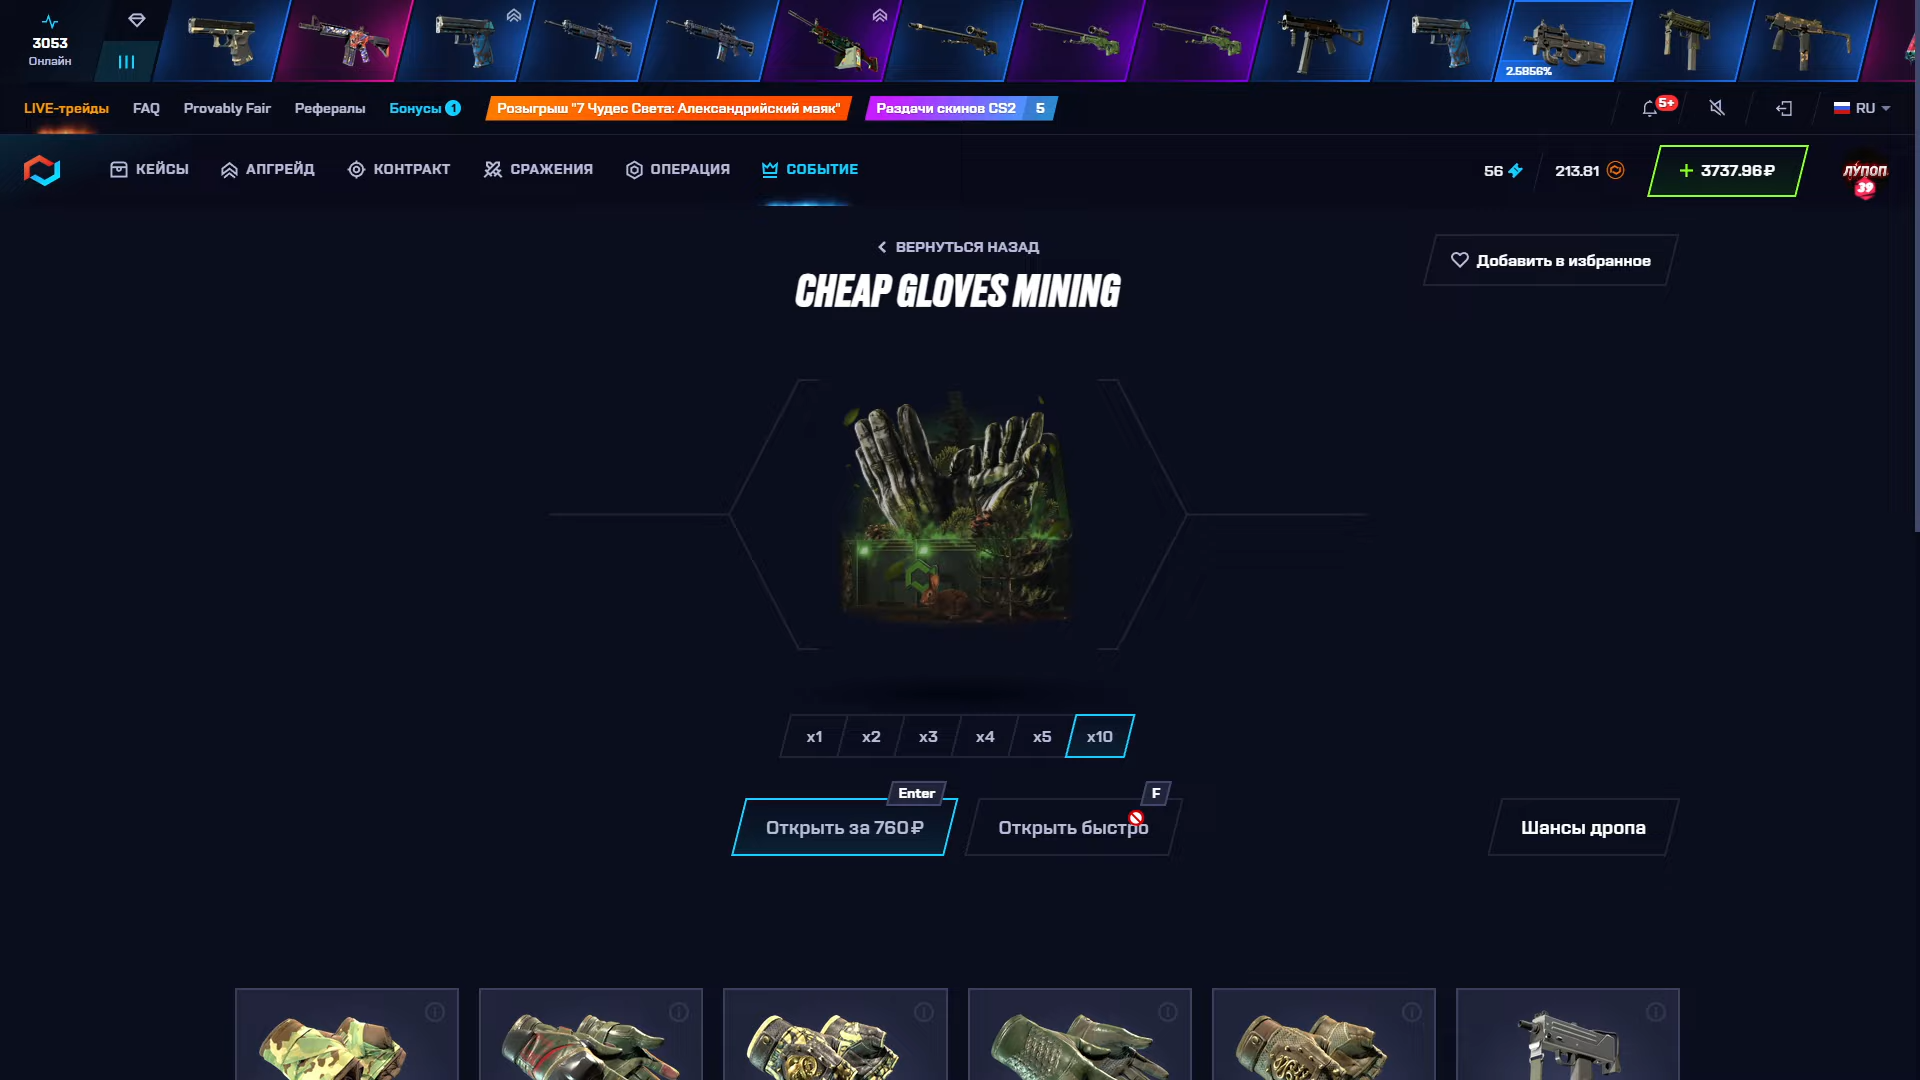 3053
Онлайн
2.5856%
LIVE-трейды
FAQ
Provably Fair
Рефералы
Бонусы 1
Розыгрыш "7 Чудес Света: Александрийский маяк"
Раздачи скинов CS2 5
5+
RU
КЕЙСЫ
АПГРЕЙД
КОНТРАКТ
СРАЖЕНИЯ
ОПЕРАЦИЯ
СОБЫТИЕ
56
213.81
+ 3737.96₽
ЛУПОП
39
ВЕРНУТЬСЯ НАЗАД
CHEAP GLOVES MINING
Добавить в избранное
x1
x2
x3
x4
x5
x10
Enter
F
Открыть за 760₽
Открыть быстро
Шансы дропа